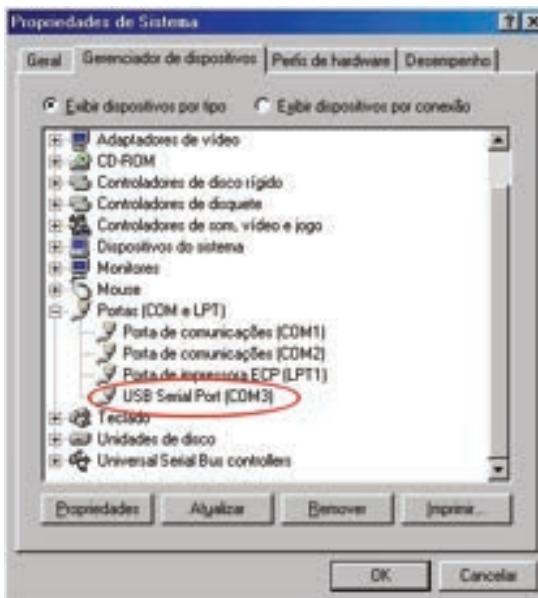 Propriedades de Sistema
Geral Gerenciador de dispositivos Perfis de hardware Desempenho
Exibir dispositivos por tipo Exibir dispositivos por conexão
Adaptadores de vídeo
CD-ROM
Controladores de disco rígido
Controladores de disquete
Controladores de som, vídeo e jogo
Dispositivos do sistema
Monitores
Mouse
Portas (COM e LPT)
Porta de comunicações (COM1)
Porta de comunicações (COM2)
Porta de impressora ECP (LPT1)
USB Serial Port (COM3)
Teclado
Unidades de disco
Universal Serial Bus controllers
Propriedades Atualizar Remover Imprimir...
OK Cancelar